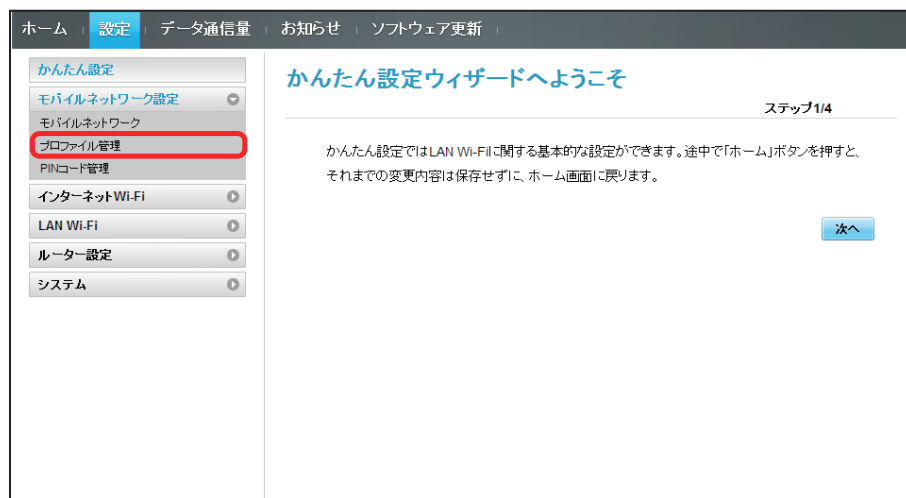 ホーム 設定 データ通信量 お知らせ ソフトウェア更新
かんたん設定
モバイルネットワーク設定
モバイルネットワーク
プロファイル管理
PINコード管理
インターネットWi-Fi
LAN Wi-Fi
ルーター設定
システム
かんたん設定ウィザードへようこそ
ステップ1/4
かんたん設定ではLAN Wi-Fiに関する基本的な設定ができます。途中で「ホーム」ボタンを押すと、
それまでの変更内容は保存せずに、ホーム画面に戻ります。
次へ